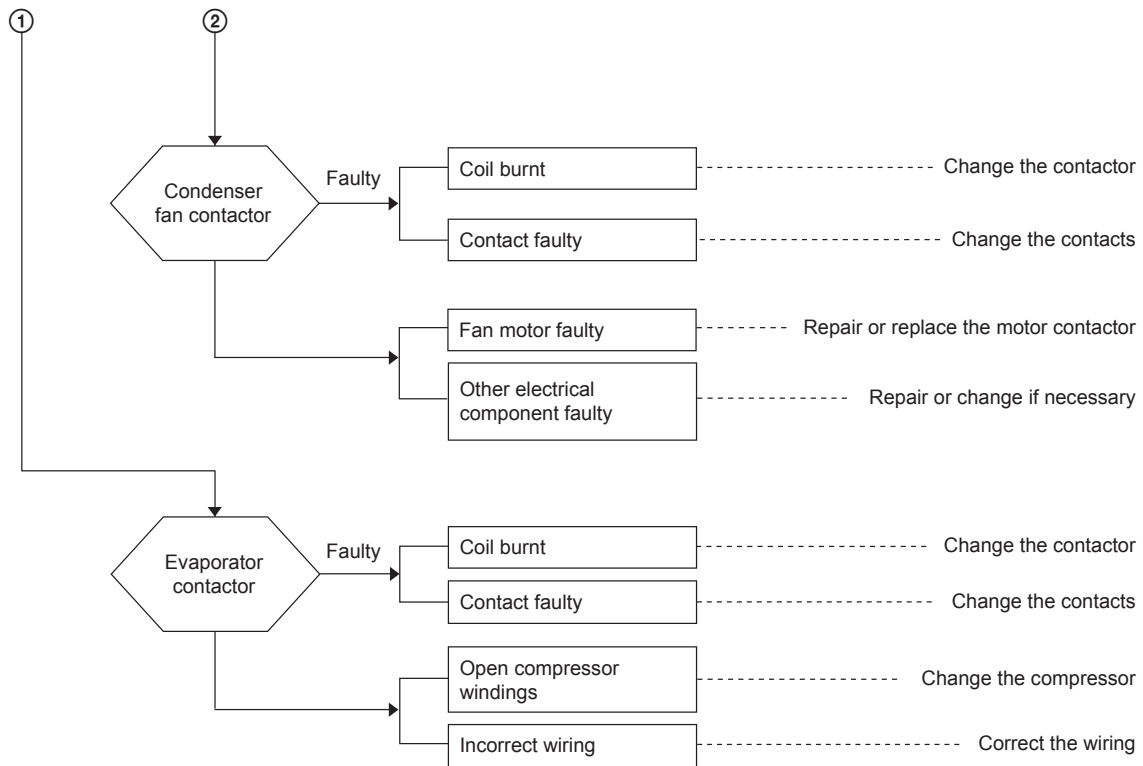 ① ②
Condenser
fan contactor
Faulty
Coil burnt
Change the contactor
Contact faulty
Change the contacts
Fan motor faulty
Repair or replace the motor contactor
Other electrical
component faulty
Repair or change if necessary
Evaporator
contactor
Faulty
Coil burnt
Change the contactor
Contact faulty
Change the contacts
Open compressor
windings
Change the compressor
Incorrect wiring
Correct the wiring